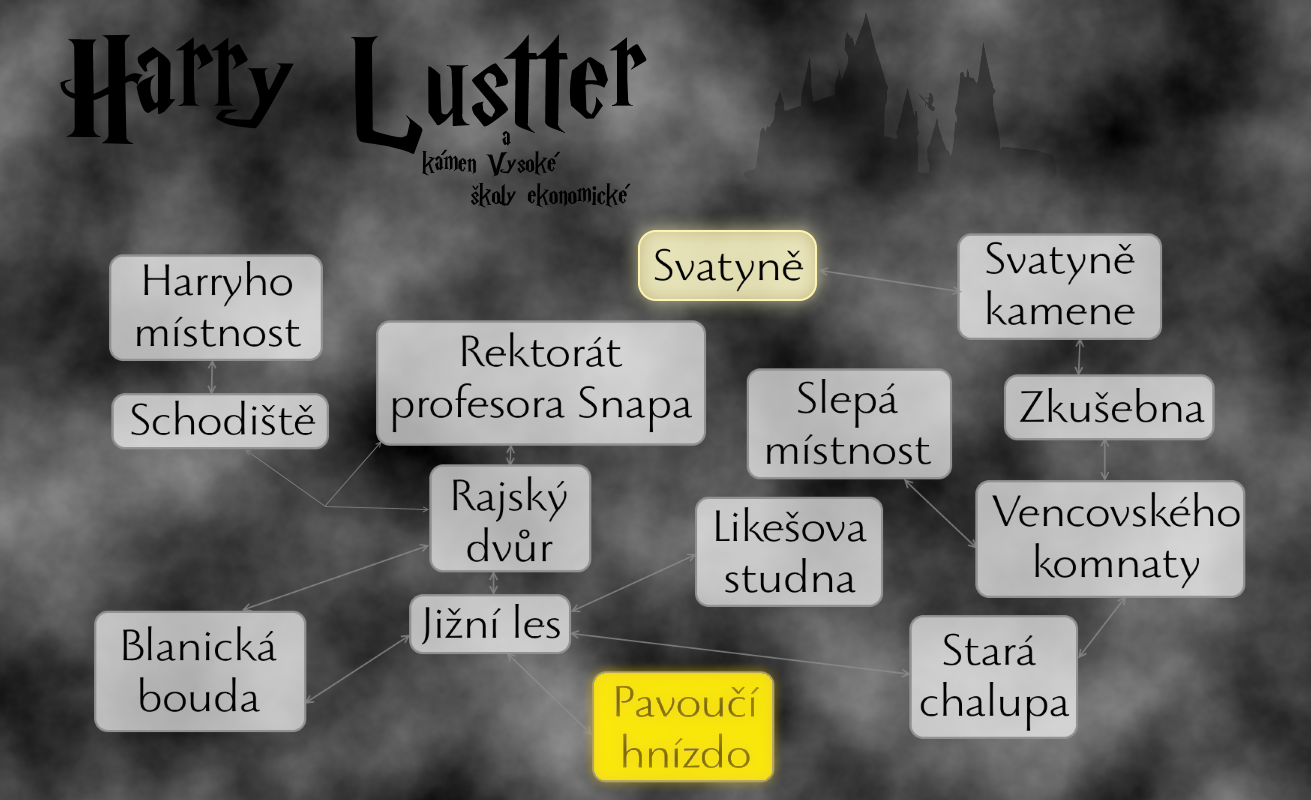 Harry Lustter
a
kámen Vysoké
školy ekonomické
Svatyně
Svatyně
kamene
Harryho
místnost
Rektorát
profesora Snapa
Slepá
místnost
Zkušebna
Schodiště
Rajský
dvůr
Likešova
studna
Vencovského
komnaty
Jižní les
Blanická
bouda
Stará
chalupa
Pavoučí
hnízdo